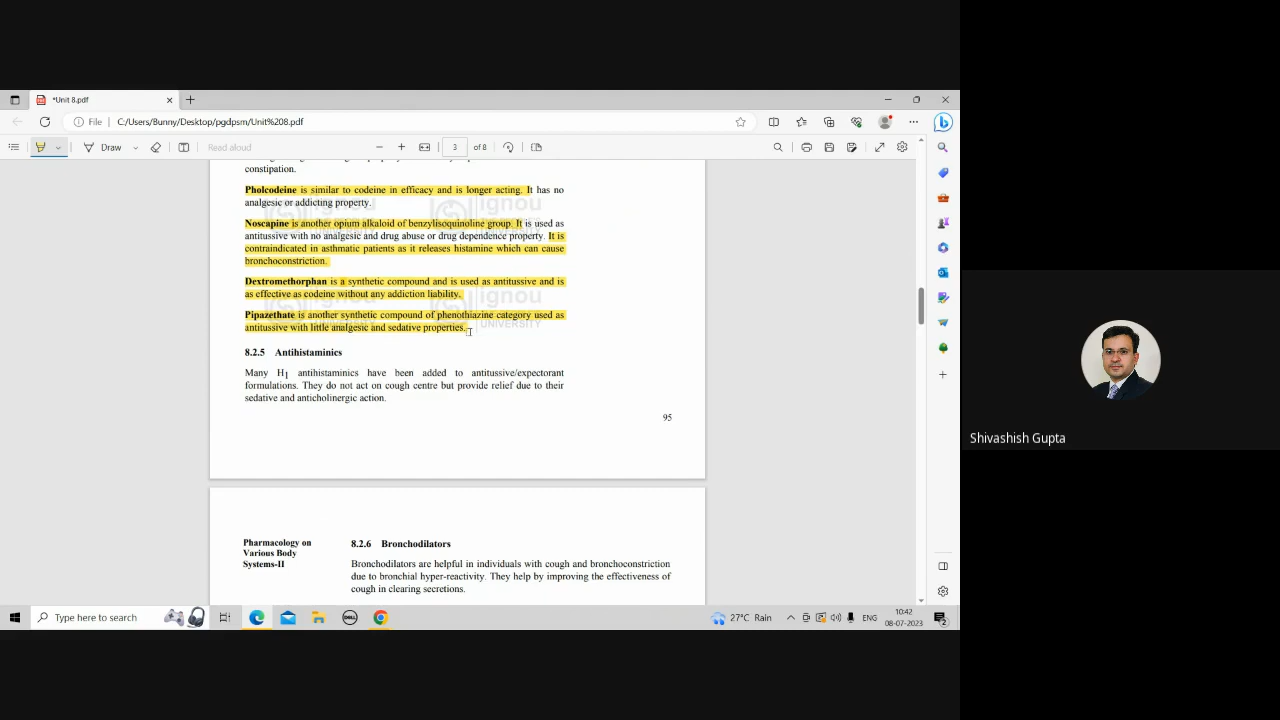 *Unit 8.pdf
File
C:/Users/Bunny/Desktop/pgdpsm/Unit%208.pdf
Draw
Read aloud
3
of 8
constipation.
Pholcodeine is similar to codeine in efficacy and is longer acting. It has no
analgesic or addicting property.
Noscapine is another opium alkaloid of benzylisoquinoline group. It is used as
antitussive with no analgesic and drug abuse or drug dependence property. It is
contraindicated in asthmatic patients as it releases histamine which can cause
bronchoconstriction.
Dextromethorphan is a synthetic compound and is used as antitussive and is
as effective as codeine without any addiction liability.
Pipazethate is another synthetic compound of phenothiazine category used as
antitussive with little analgesic and sedative properties.
ignou
ignou
ignou
UNIVERSITY
ignou
UNIVERSITY
8.2.5 Antihistaminics
Many H1 antihistaminics have been added to antitussive/expectorant
formulations. They do not act on cough centre but provide relief due to their
sedative and anticholinergic action.
95
Pharmacology on
Various Body
Systems-II
8.2.6 Bronchodilators
Bronchodilators are helpful in individuals with cough and bronchoconstriction
due to bronchial hyper-reactivity. They help by improving the effectiveness of
cough in clearing secretions.
Shivashish Gupta
Type here to search
DELL
27°C Rain
ENG
10:42
08-07-2023
2